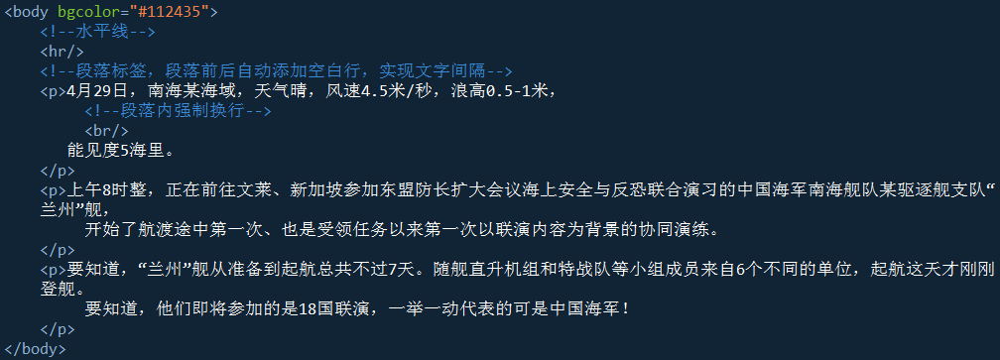 <body bgcolor="#112435">
<!--水平线-->
<hr/>
<!--段落标签，段落前后自动添加空白行，实现文字间隔-->
<p>4月29日，南海某海域，天气晴，风速4.5米/秒，浪高0.5-1米，
<!--段落内强制换行-->
<br/>
能见度5海里。
</p>
<p>上午8时整，正在前往文莱、新加坡参加东盟防长扩大会议海上安全与反恐联合演习的中国海军南海舰队某驱逐舰支队“
兰州”舰，
开始了航渡途中第一次、也是受领任务以来第一次以联演内容为背景的协同演练。
</p>
<p>要知道，“兰州”舰从准备到起航总共不过7天。随舰直升机组和特战队等小组成员来自6个不同的单位，起航这天才刚刚
登舰。
要知道，他们即将参加的是18国联演，一举一动代表的可是中国海军！
</p>
</body>